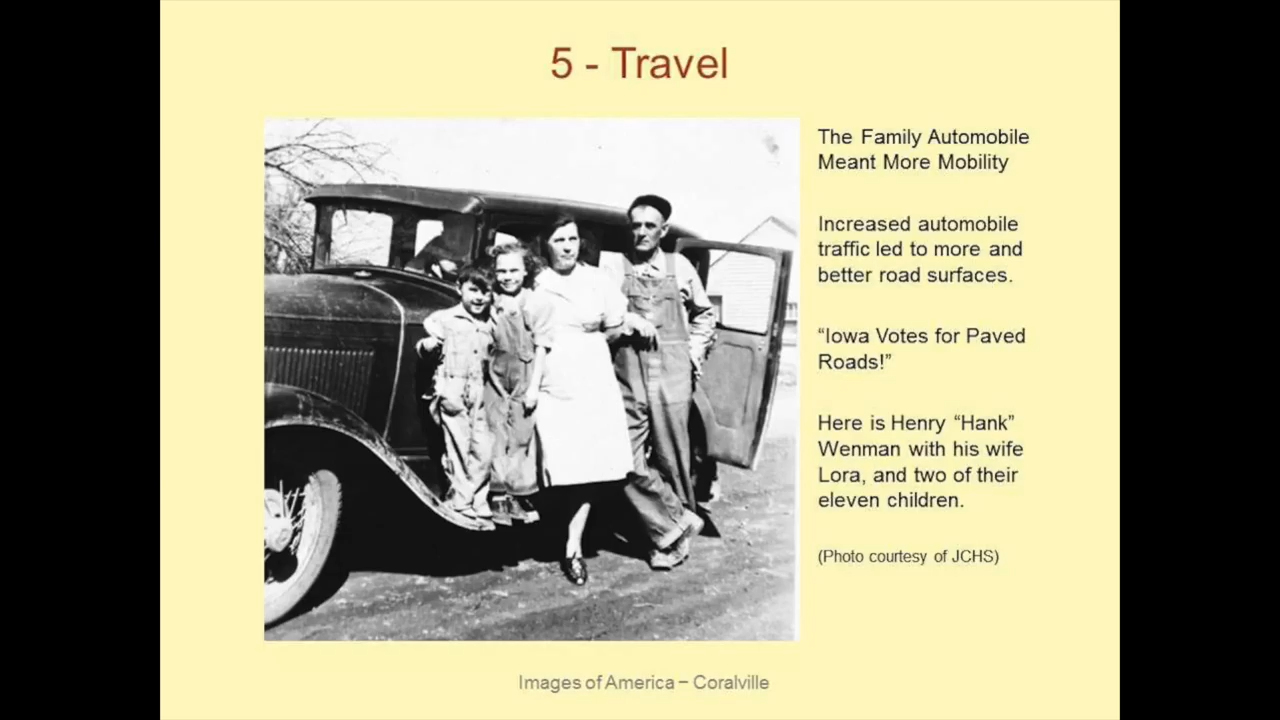 5 - Travel
The Family Automobile
Meant More Mobility
Increased automobile
traffic led to more and
better road surfaces.
“Iowa Votes for Paved
Roads!”
Here is Henry “Hank”
Wenman with his wife
Lora, and two of their
eleven children.
(Photo courtesy of JCHS)
Images of America – Coralville